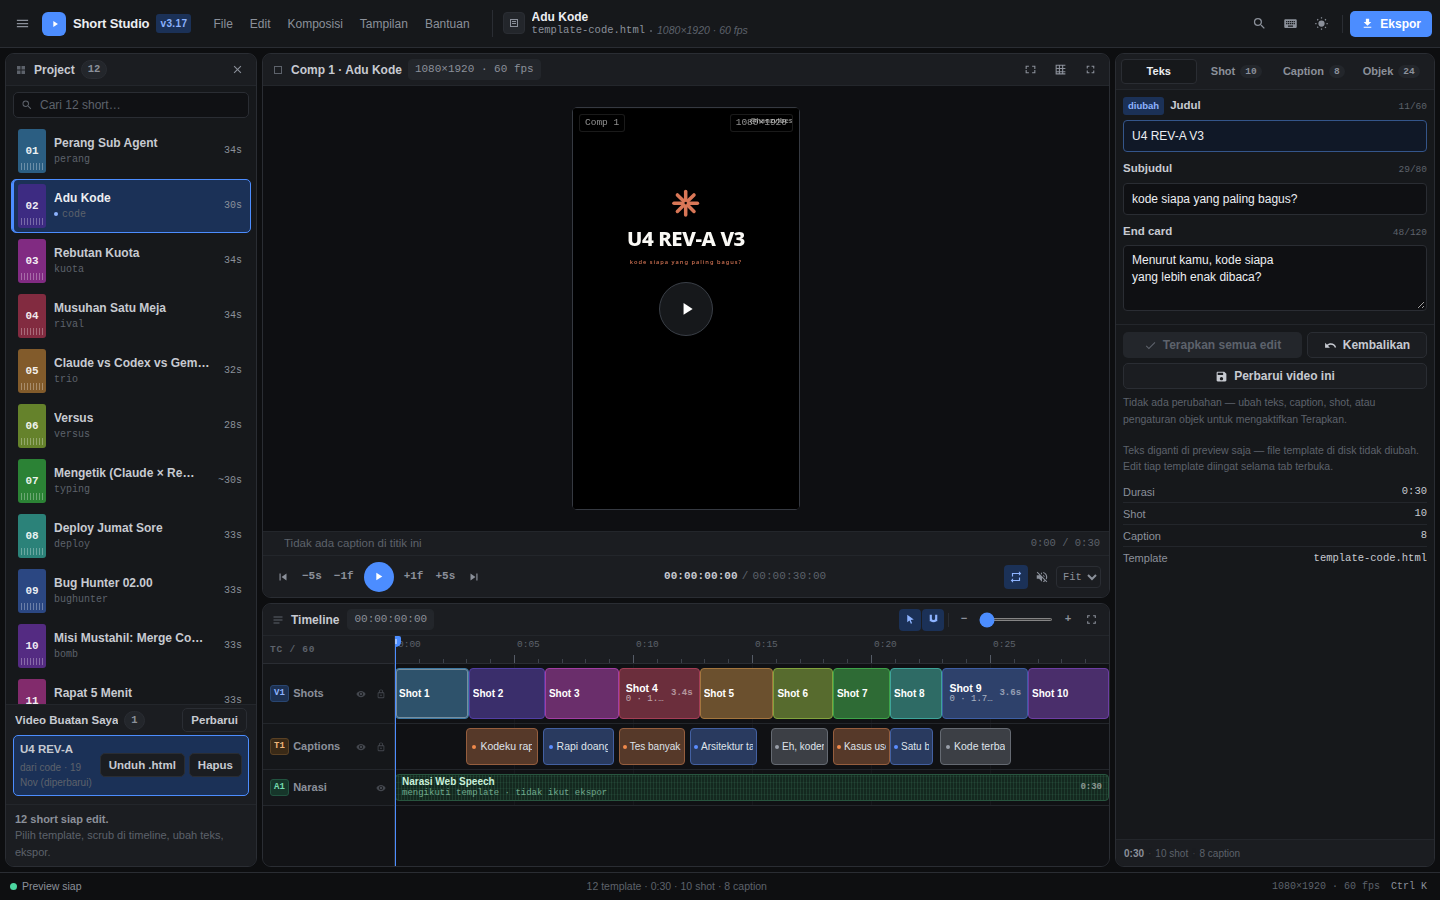 Short Studio v3.17 File Edit Komposisi Tampilan Bantuan
Adu Kode
template-code.html · 1080×1920 · 60 fps
Ekspor
Project 12
Cari 12 short…
01 Perang Sub Agent 34s
perang
02 Adu Kode 30s
code
03 Rebutan Kuota 34s
kuota
04 Musuhan Satu Meja 34s
rival
05 Claude vs Codex vs Gem… 32s
trio
06 Versus 28s
versus
07 Mengetik (Claude × Re… ~30s
typing
08 Deploy Jumat Sore 33s
deploy
09 Bug Hunter 02.00 33s
bughunter
10 Misi Mustahil: Merge Co… 33s
bomb
11 Rapat 5 Menit 33s
Video Buatan Saya 1 Perbarui
U4 REV-A
dari code · 19
Nov (diperbarui)
Unduh .html Hapus
12 short siap edit.
Pilih template, scrub di timeline, ubah teks,
ekspor.
Comp 1 · Adu Kode 1080×1920 · 60 fps
Comp 1 1080×1920
U4 REV-A V3
kode siapa yang paling bagus?
Tidak ada caption di titik ini 0:00 / 0:30
−5s −1f +1f +5s 00:00:00:00 / 00:00:30:00 Fit
Timeline 00:00:00:00 − +
TC / 60 0:00 0:05 0:10 0:15 0:20 0:25
V1 Shots Shot 1 Shot 2 Shot 3 Shot 4 3.4s Shot 5 Shot 6 Shot 7 Shot 8 Shot 9 3.6s Shot 10
0 · 1.… 0 · 1.7…
T1 Captions Kodeku rap Rapi doang Tes banyak Arsitektur ta Eh, koder Kasus us Satu b Kode terba
A1 Narasi Narasi Web Speech 0:30
mengikuti template · tidak ikut ekspor
Teks Shot 10 Caption 8 Objek 24
diubah Judul 11/60
U4 REV-A V3
Subjudul 29/80
kode siapa yang paling bagus?
End card 48/120
Menurut kamu, kode siapa
yang lebih enak dibaca?
Terapkan semua edit Kembalikan
Perbarui video ini
Tidak ada perubahan — ubah teks, caption, shot, atau
pengaturan objek untuk mengaktifkan Terapkan.
Teks diganti di preview saja — file template di disk tidak diubah.
Edit tiap template diingat selama tab terbuka.
Durasi 0:30
Shot 10
Caption 8
Template template-code.html
0:30 · 10 shot · 8 caption
Preview siap 12 template · 0:30 · 10 shot · 8 caption 1080×1920 · 60 fps Ctrl K